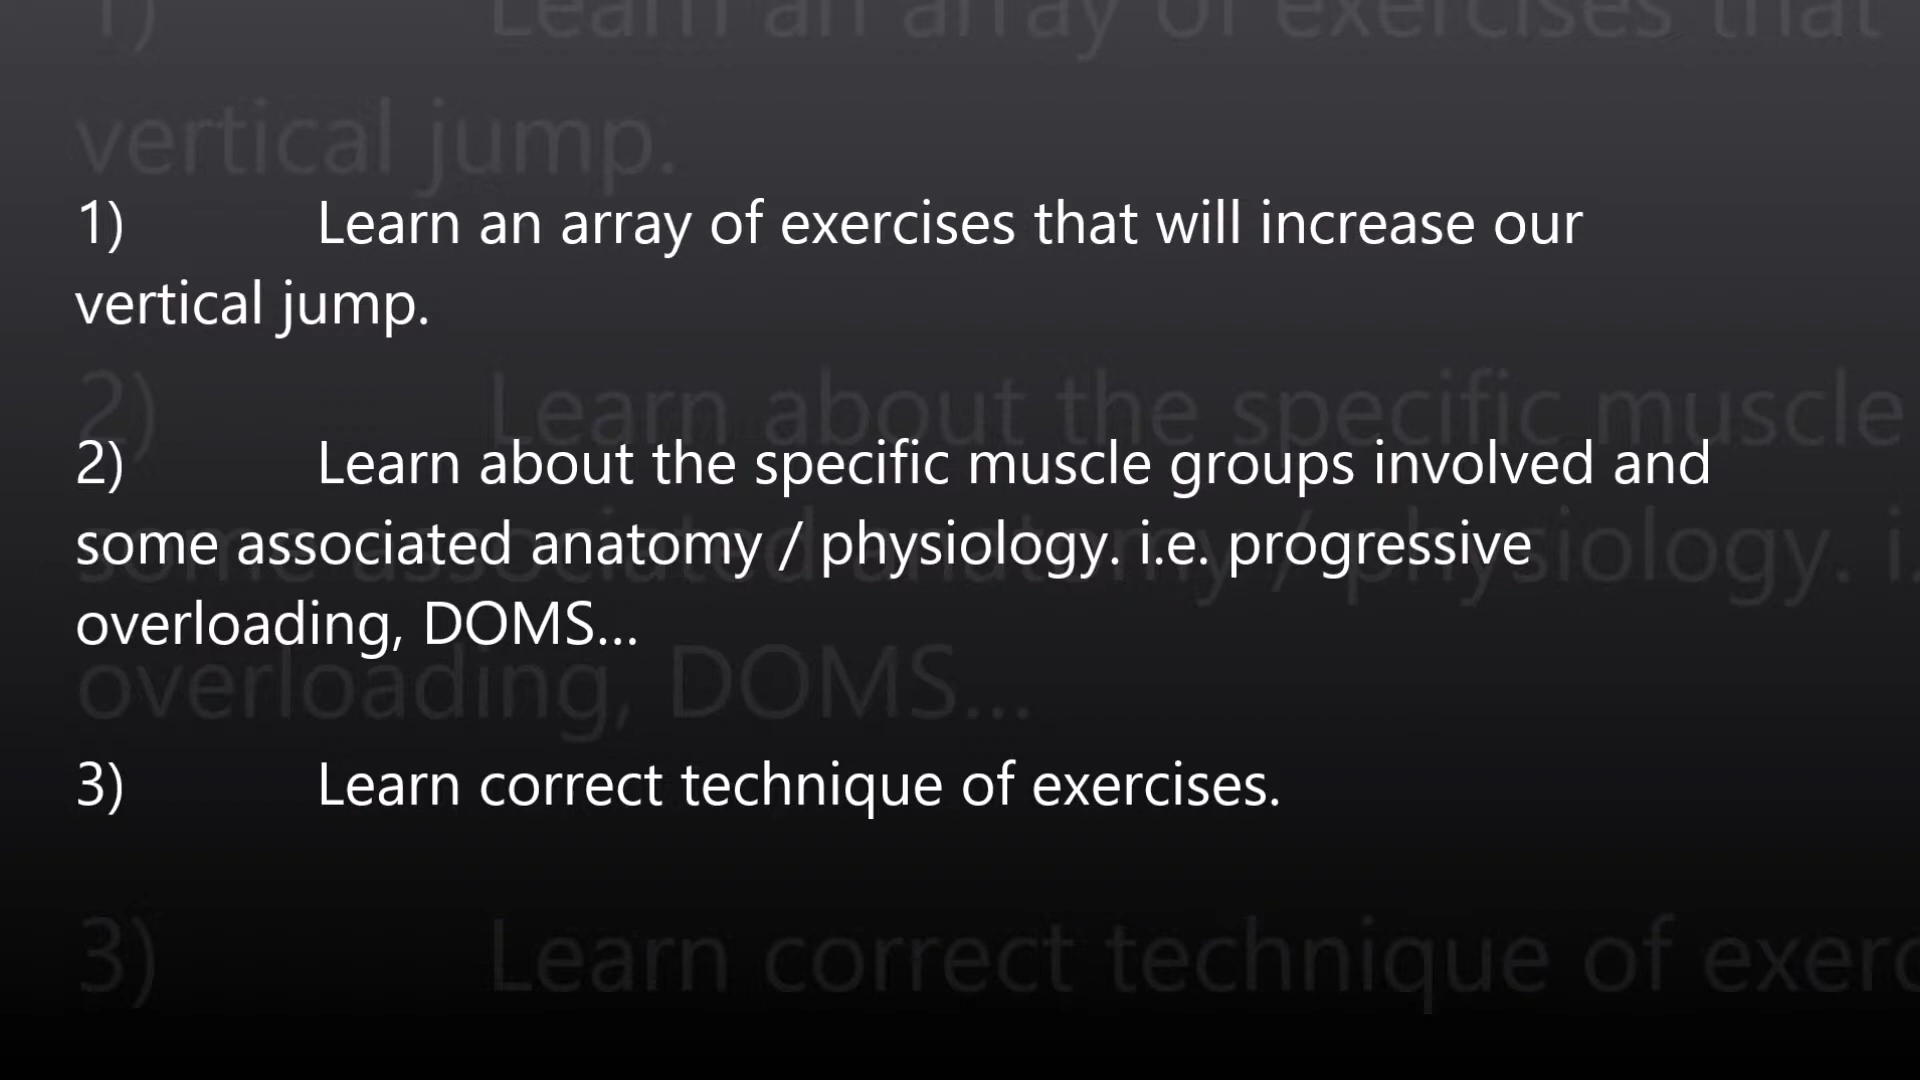 1) Learn an array of exercises that will increase our
vertical jump.
2) Learn about the specific muscle groups involved and
some associated anatomy / physiology. i.e. progressive
overloading, DOMS...
3) Learn correct technique of exercises.